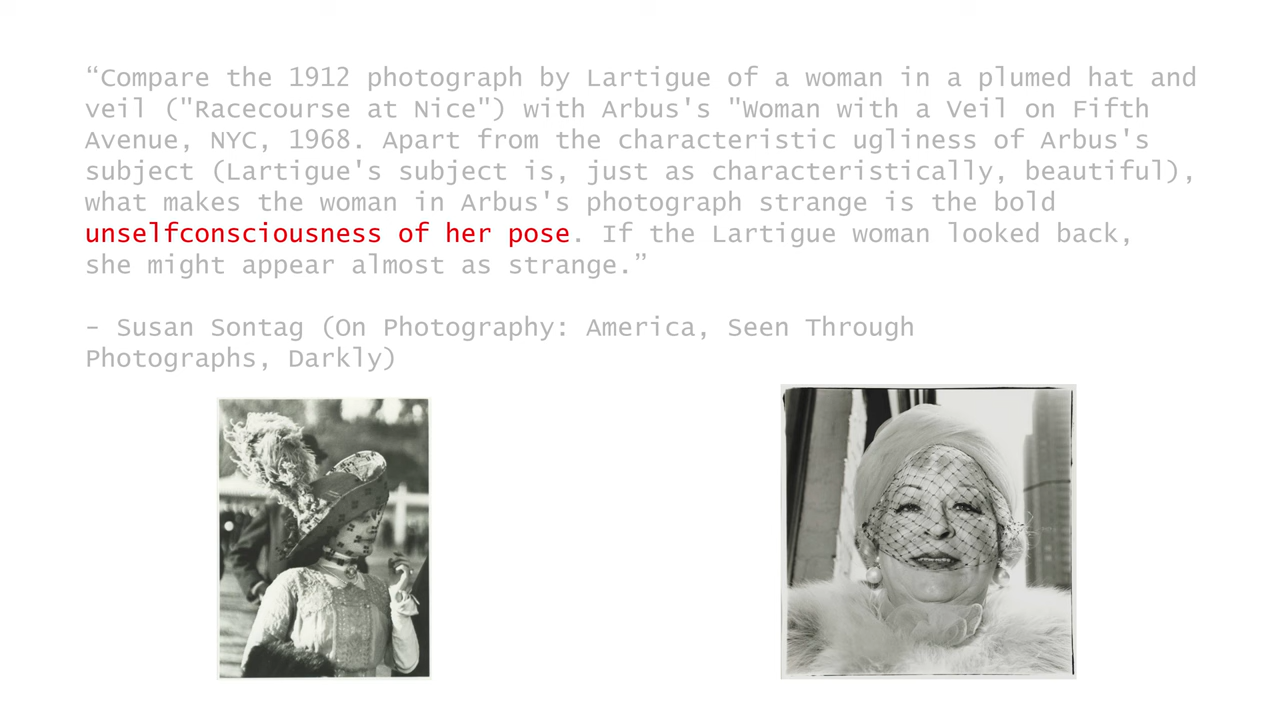 “Compare the 1912 photograph by Lartigue of a woman in a plumed hat and
veil ("Racecourse at Nice") with Arbus's "Woman with a Veil on Fifth
Avenue, NYC, 1968. Apart from the characteristic ugliness of Arbus's
subject (Lartigue's subject is, just as characteristically, beautiful),
what makes the woman in Arbus's photograph strange is the bold
unselfconsciousness of her pose. If the Lartigue woman looked back,
she might appear almost as strange.”
– Susan Sontag (On Photography: America, Seen Through
Photographs, Darkly)